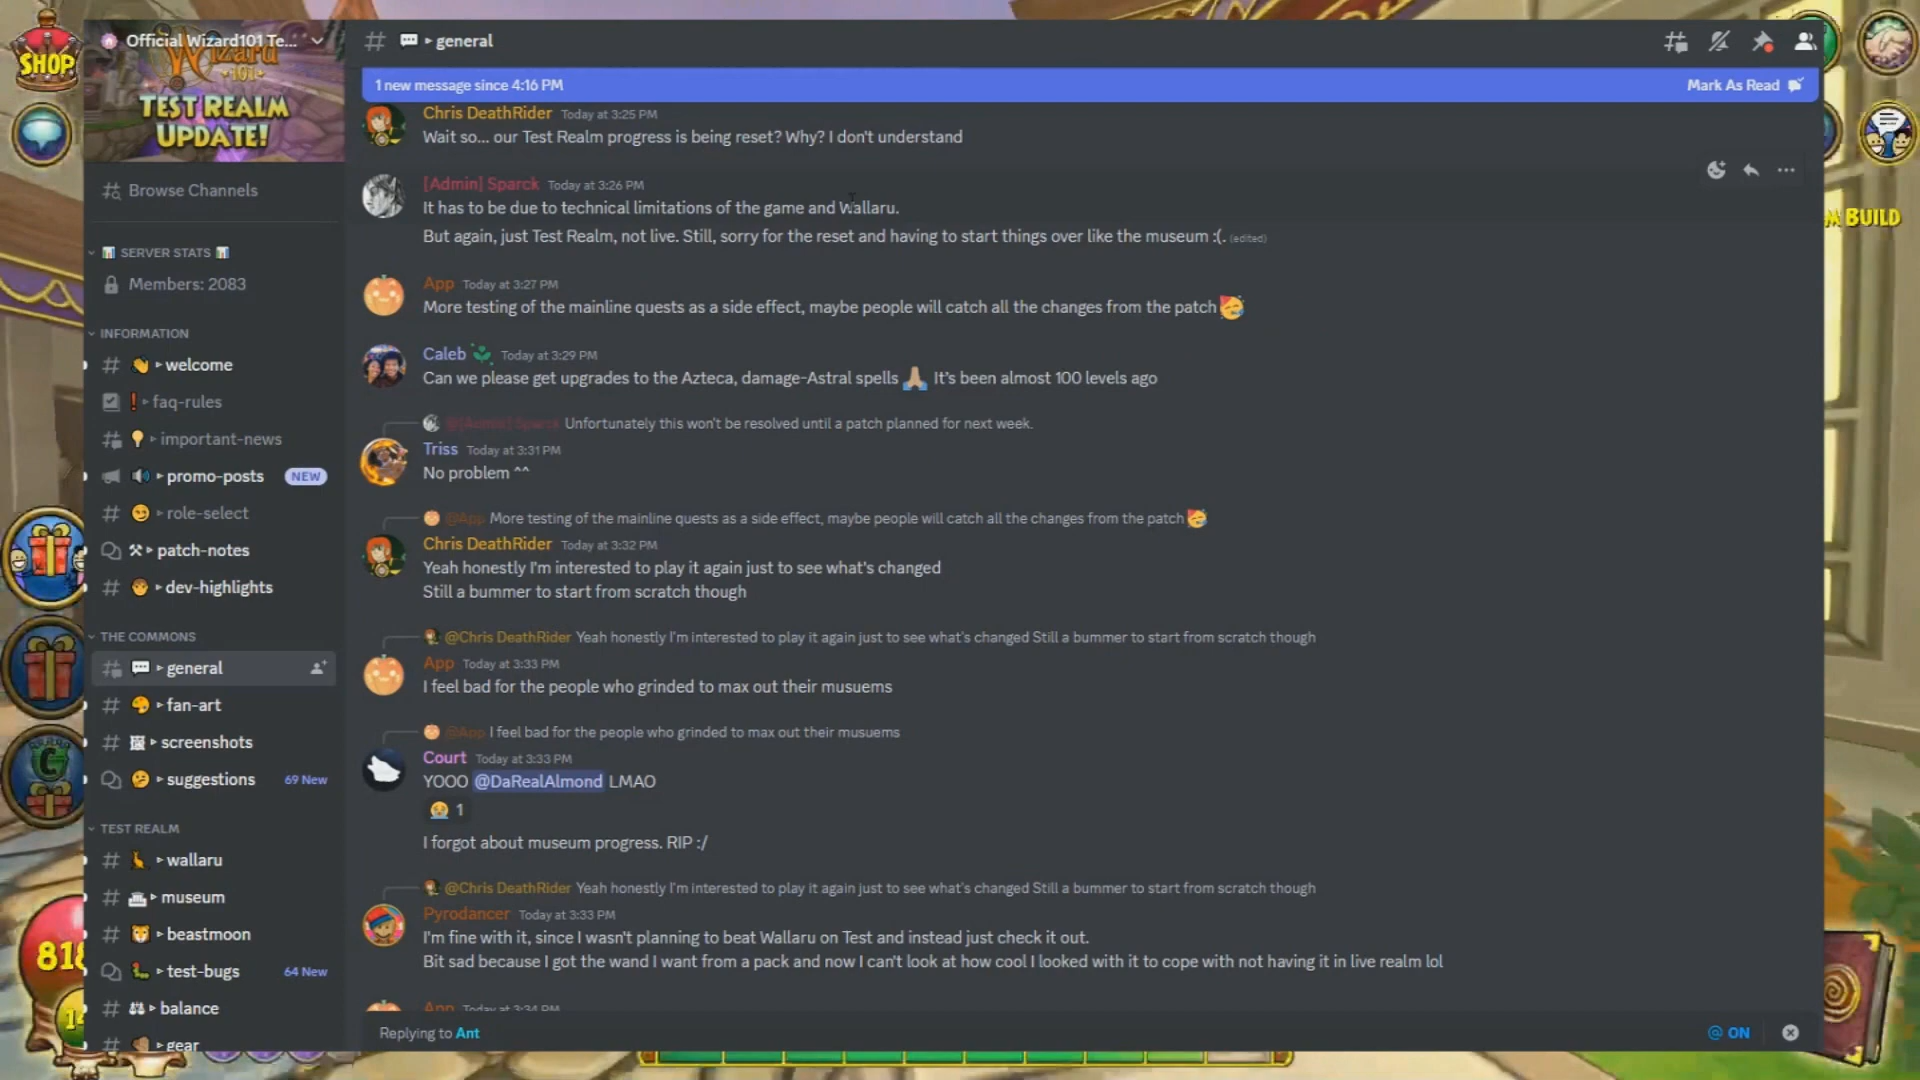 SHOP
Official Wizard101 Te...
Wizard
101
TEST REALM
UPDATE!
Browse Channels
SERVER STATS
Members: 2083
INFORMATION
welcome
faq-rules
important-news
promo-posts NEW
role-select
patch-notes
dev-highlights
THE COMMONS
general
fan-art
screenshots
suggestions 69 New
TEST REALM
wallaru
museum
beastmoon
test-bugs 64 New
balance
gear
general
1 new message since 4:16 PM Mark As Read
Chris DeathRider Today at 3:25 PM
Wait so... our Test Realm progress is being reset? Why? I don't understand
[Admin] Sparck Today at 3:26 PM
It has to be due to technical limitations of the game and Wallaru.
But again, just Test Realm, not live. Still, sorry for the reset and having to start things over like the museum :(. (edited)
App Today at 3:27 PM
More testing of the mainline quests as a side effect, maybe people will catch all the changes from the patch
Caleb Today at 3:29 PM
Can we please get upgrades to the Azteca, damage-Astral spells 🙏 It's been almost 100 levels ago
@[Admin] Sparck Unfortunately this won't be resolved until a patch planned for next week.
Triss Today at 3:31 PM
No problem ^^
@App More testing of the mainline quests as a side effect, maybe people will catch all the changes from the patch
Chris DeathRider Today at 3:32 PM
Yeah honestly I'm interested to play it again just to see what's changed
Still a bummer to start from scratch though
@Chris DeathRider Yeah honestly I'm interested to play it again just to see what's changed Still a bummer to start from scratch though
App Today at 3:33 PM
I feel bad for the people who grinded to max out their musuems
@App I feel bad for the people who grinded to max out their musuems
Court Today at 3:33 PM
YOOO @DaRealAlmond LMAO
1
I forgot about museum progress. RIP :/
@Chris DeathRider Yeah honestly I'm interested to play it again just to see what's changed Still a bummer to start from scratch though
Pyrodancer Today at 3:33 PM
I'm fine with it, since I wasn't planning to beat Wallaru on Test and instead just check it out.
Bit sad because I got the wand I want from a pack and now I can't look at how cool I looked with it to cope with not having it in live realm lol
App Today at 3:34 PM
Replying to Ant @ ON
M BUILD
818
14